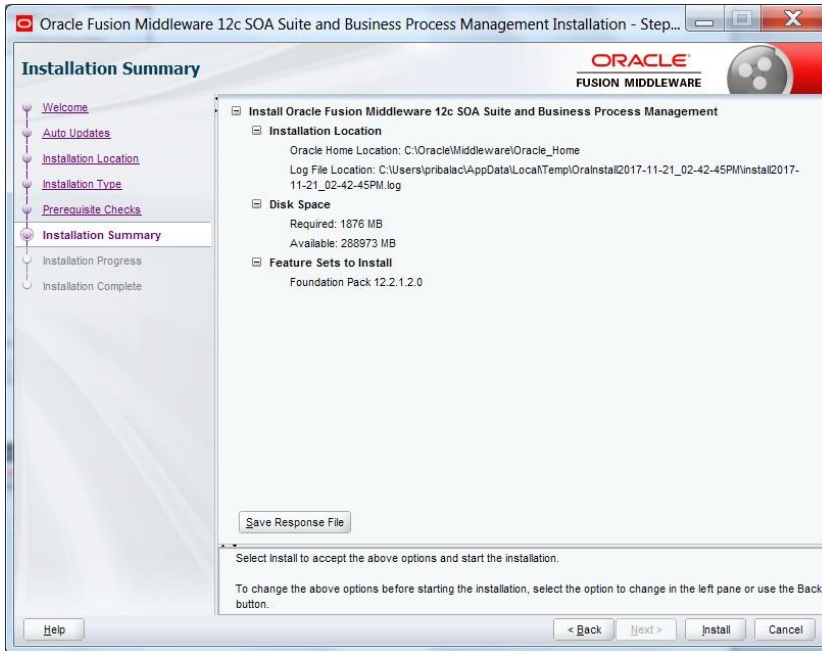 Oracle Fusion Middleware 12c SOA Suite and Business Process Management Installation - Step...
Installation Summary
ORACLE
FUSION MIDDLEWARE
Welcome
Auto Updates
Installation Location
Installation Type
Prerequisite Checks
Installation Summary
Installation Progress
Installation Complete
Install Oracle Fusion Middleware 12c SOA Suite and Business Process Management
Installation Location
Oracle Home Location: C:\Oracle\Middleware\Oracle_Home
Log File Location: C:\Users\pribalac\AppData\Local\Temp\OraInstall2017-11-21_02-42-45PM\install2017-
11-21_02-42-45PM.log
Disk Space
Required: 1876 MB
Available: 288973 MB
Feature Sets to Install
Foundation Pack 12.2.1.2.0
Save Response File
Select Install to accept the above options and start the installation.
To change the above options before starting the installation, select the option to change in the left pane or use the Back
button.
Help
< Back
Next >
Install
Cancel